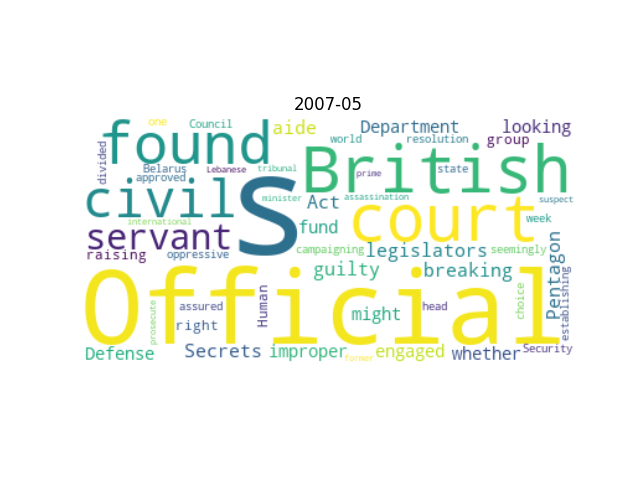 2007-05
one Council aide Department looking
found world resolution group
divided Belarus Lebanese tribunal British prime state
approved
civil S minister Act assassination suspect
international fund court week
servant campaigning legislators seemingly
raising oppressive guilty breaking Pentagon
Official
prosecute assured Human might head choice establishing
right
Defense Secrets improper former engaged whether Security